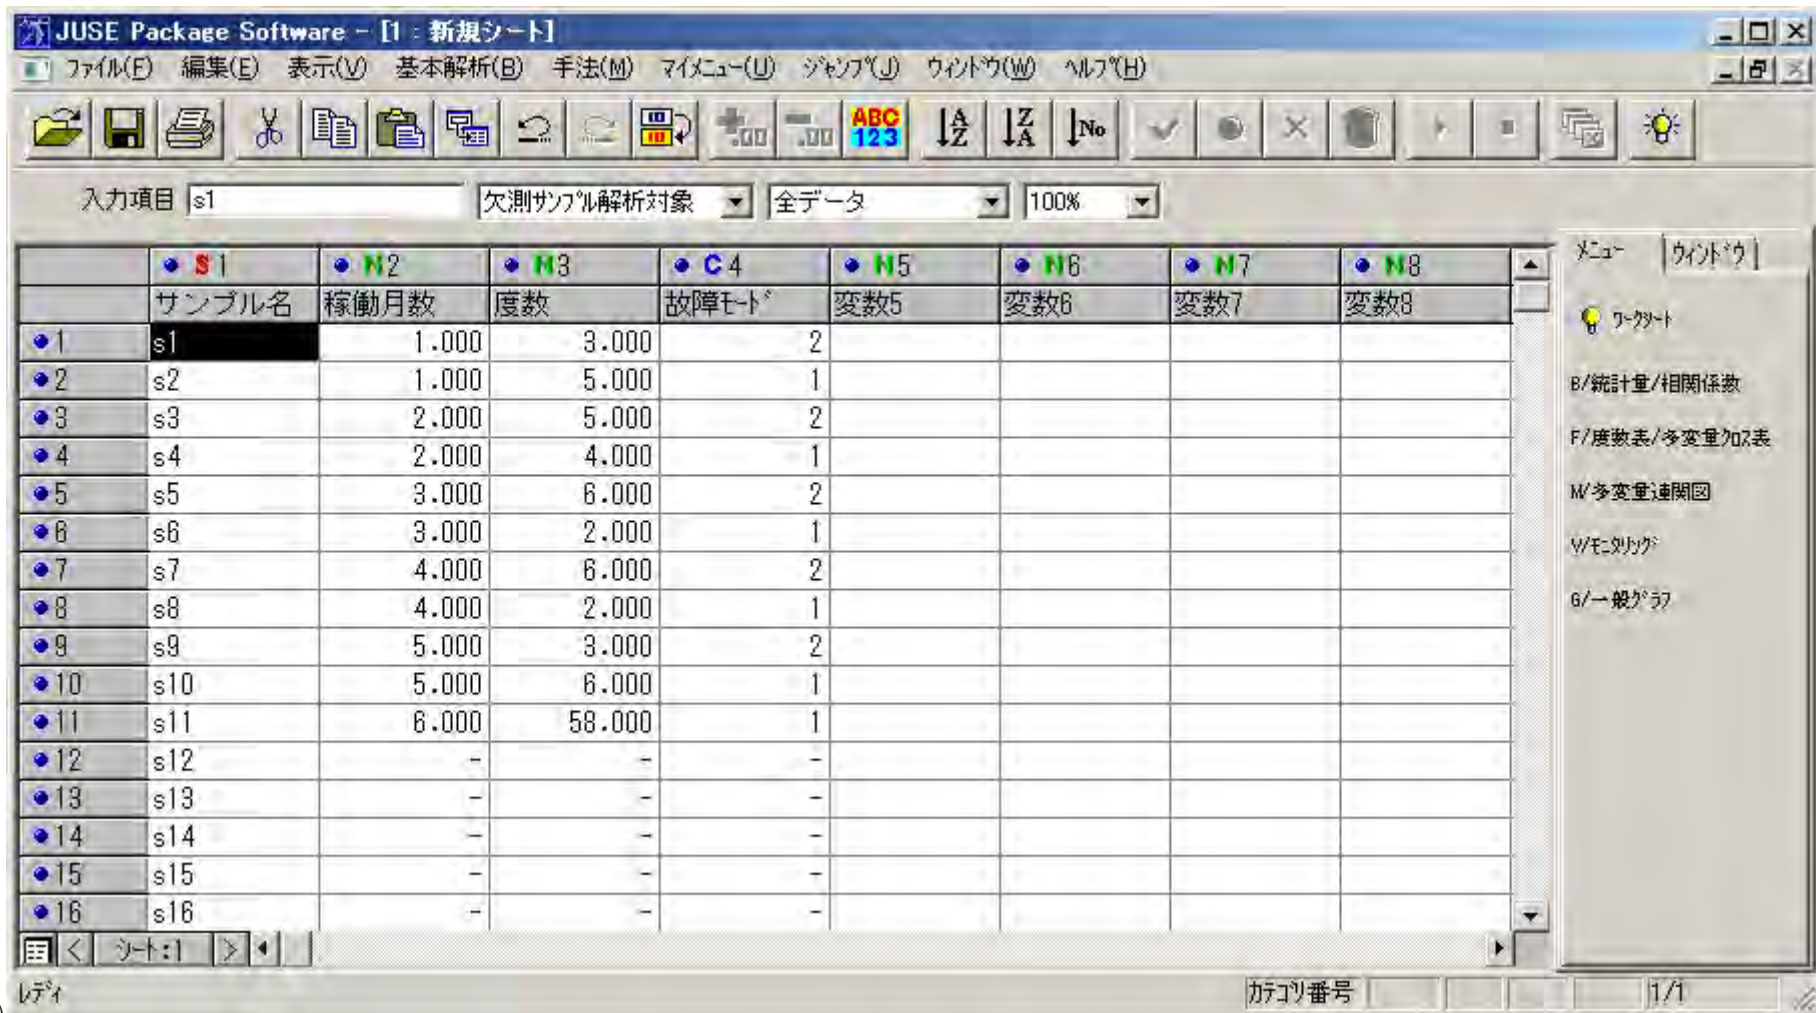 JUSE Package Software - [1 : 新規シート]
ファイル(F) 編集(E) 表示(V) 基本解析(B) 手法(M) マイメニュー(U) ジャンプ(J) ウィンドウ(W) ヘルプ(H)
ABC 123 A Z Z A No
入力項目 s1 欠測サンプル解析対象 全データ 100%
S 1 N 2 N 3 C 4 N 5 N 6 N 7 N 8
サンプル名 稼働月数 度数 故障モード 変数5 変数6 変数7 変数8
1 s1 1.000 3.000 2
2 s2 1.000 5.000 1
3 s3 2.000 5.000 2
4 s4 2.000 4.000 1
5 s5 3.000 6.000 2
6 s6 3.000 2.000 1
7 s7 4.000 6.000 2
8 s8 4.000 2.000 1
9 s9 5.000 3.000 2
10 s10 5.000 6.000 1
11 s11 6.000 58.000 1
12 s12 - - -
13 s13 - - -
14 s14 - - -
15 s15 - - -
16 s16 - - -
シート:1
メニュー ウィンドウ
ワークシート
B/統計量/相関係数
F/度数表/多変量クロス表
M/多変量連関図
V/モニタリング
G/一般グラフ
レディ カテゴリ番号 1/1